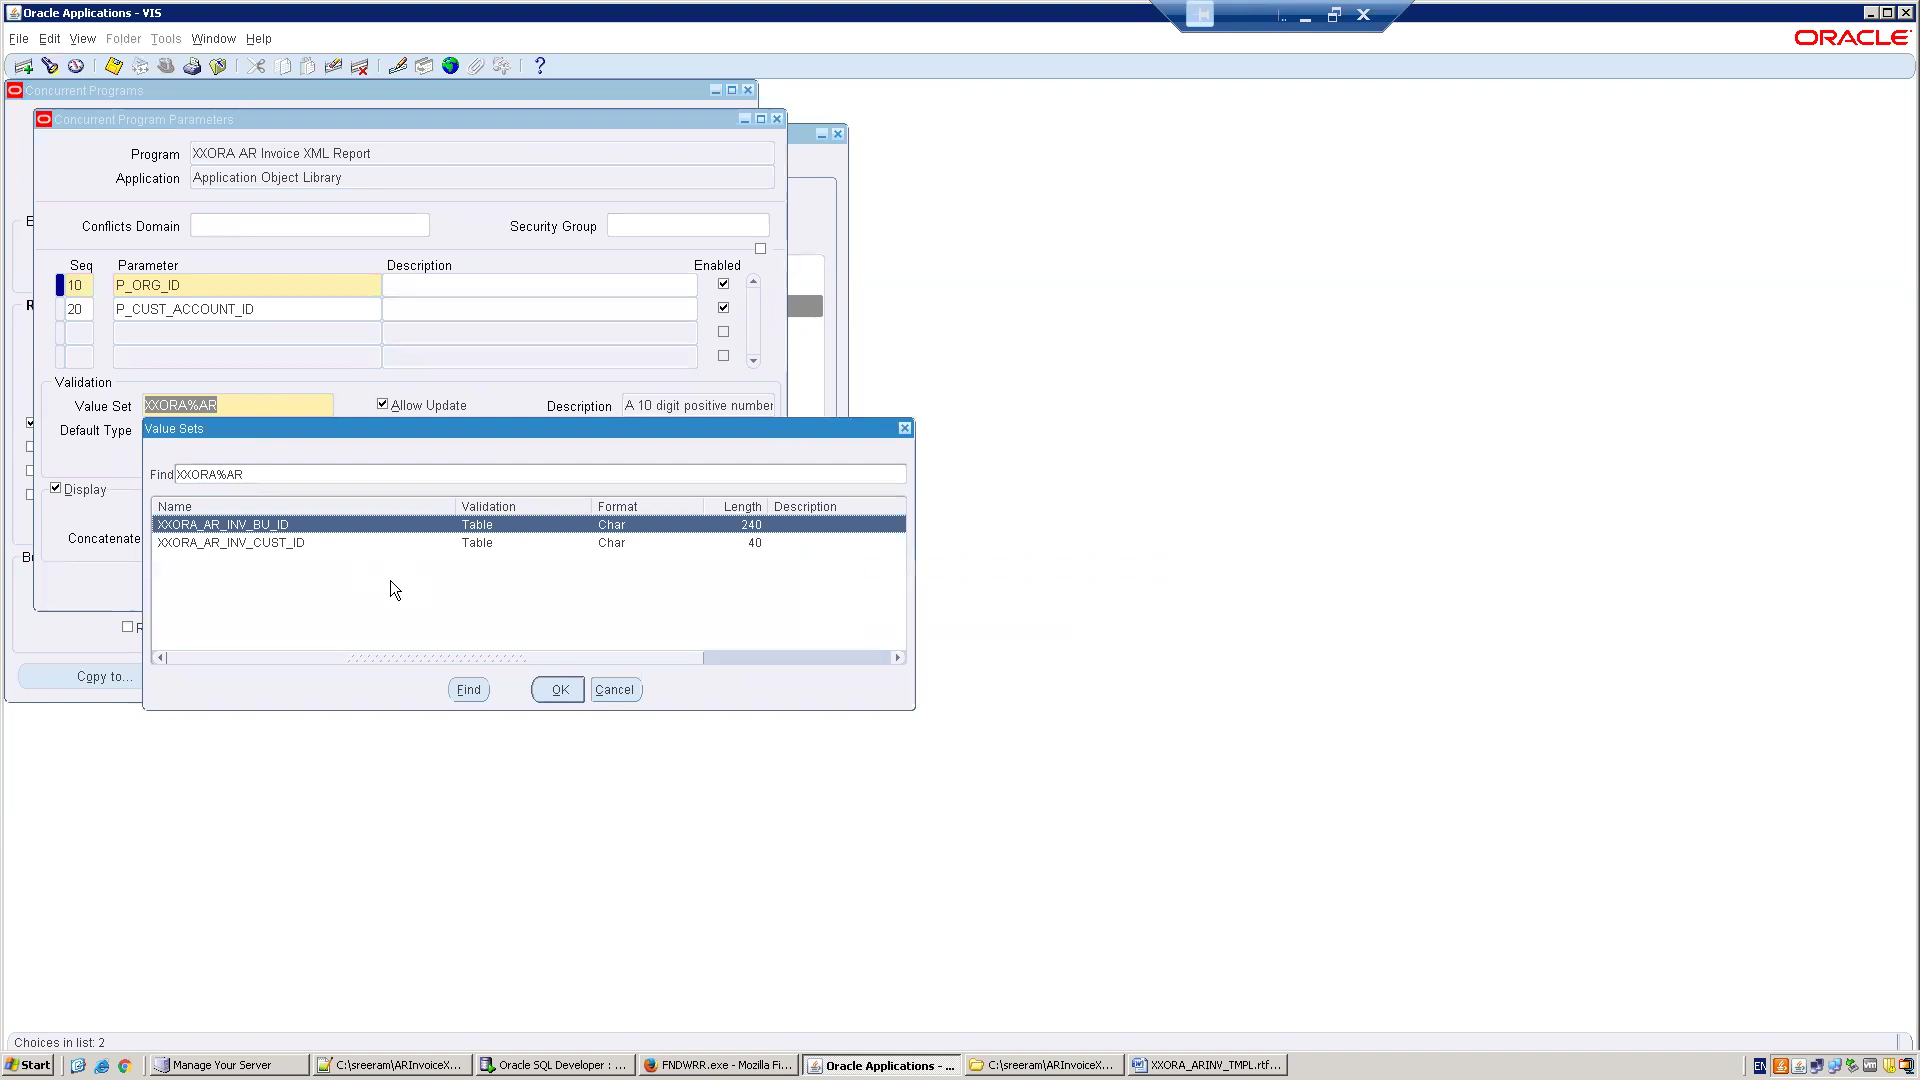 Oracle Applications - VIS
File Edit View Folder Tools Window Help
ORACLE
Concurrent Programs
Concurrent Program Parameters
Program XXORA AR Invoice XML Report
Application Application Object Library
Conflicts Domain Security Group
Seq Parameter Description Enabled
10 P_ORG_ID
20 P_CUST_ACCOUNT_ID
Validation
Value Set XXORA%AR Allow Update Description A 10 digit positive number
Default Type
Value Sets
Find XXORA%AR
Display
Name Validation Format Length Description
XXORA_AR_INV_BU_ID Table Char 240
XXORA_AR_INV_CUST_ID Table Char 40
Concatenate
Copy to...
Find OK Cancel
Choices in list: 2
Start Manage Your Server C:\sreeram\ARInvoiceX... Oracle SQL Developer : ... FNDWRR.exe - Mozilla Fi... Oracle Applications - ... C:\sreeram\ARInvoiceX... XXORA_ARINV_TMPL.rtf... EN